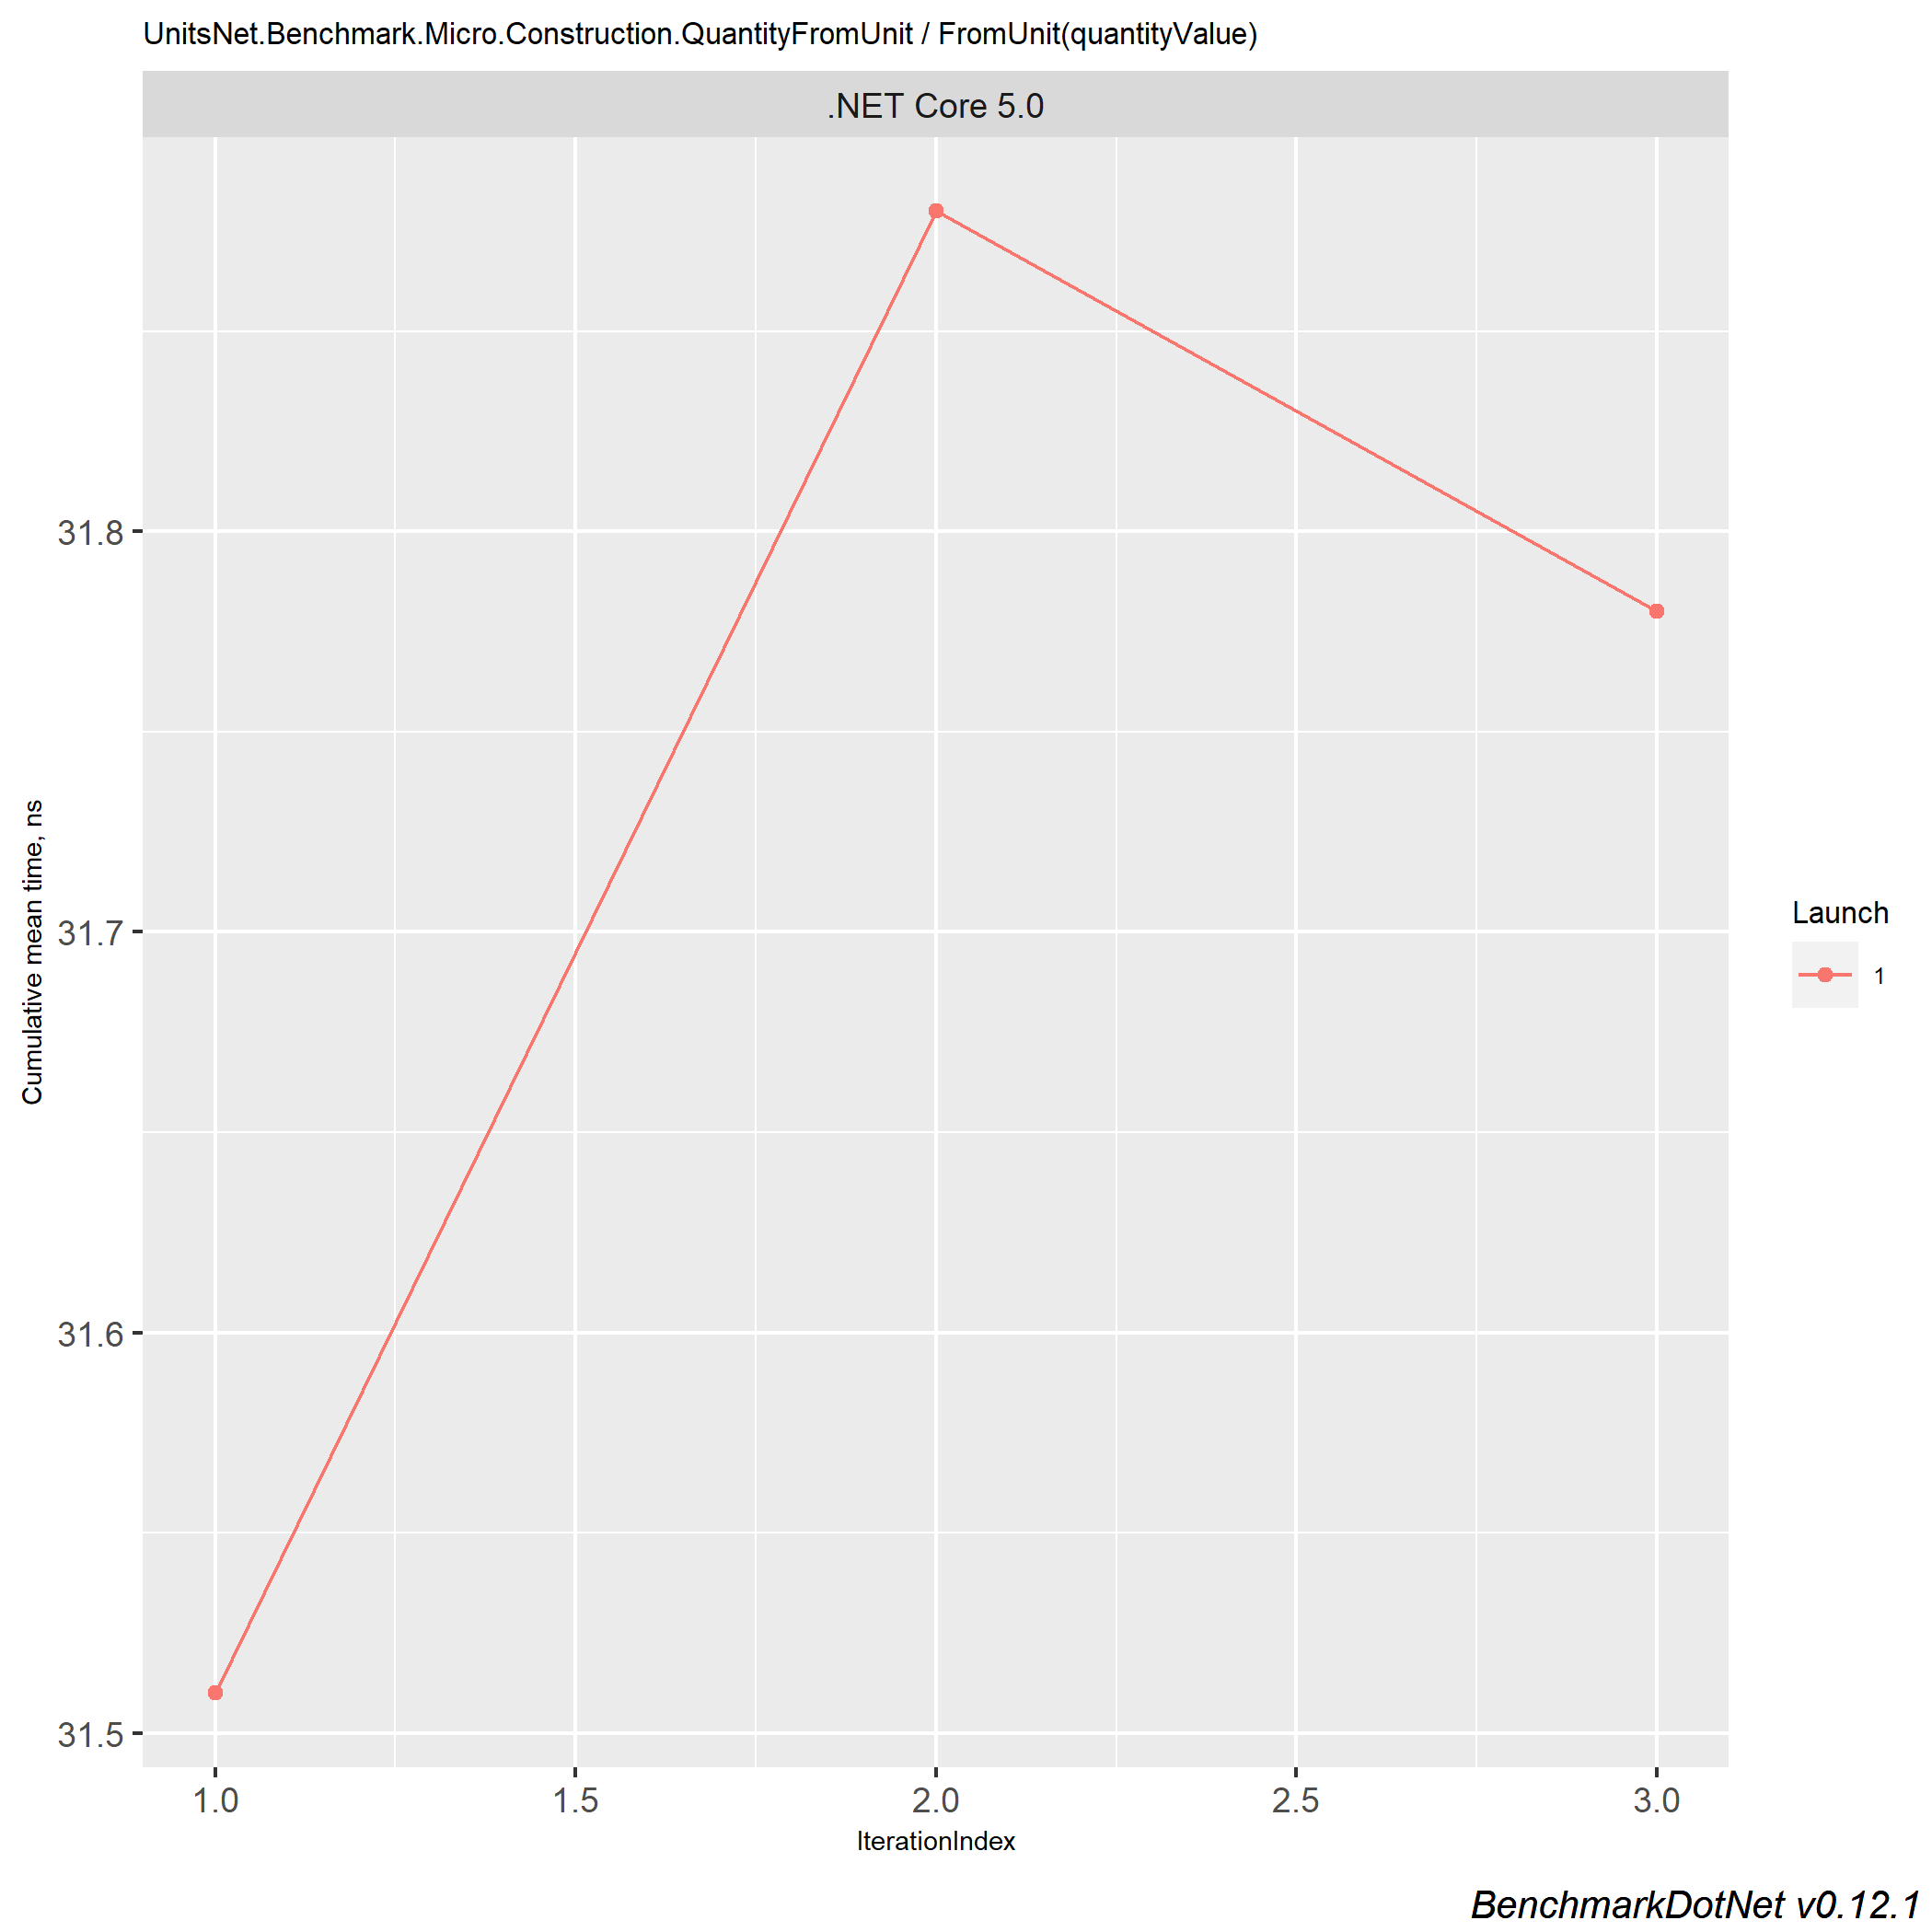 UnitsNet.Benchmark.Micro.Construction.QuantityFromUnit / FromUnit(quantityValue)
.NET Core 5.0
Cumulative mean time, ns
31.8
31.7
31.6
31.5
1.0 1.5 2.0 2.5 3.0
IterationIndex
Launch
1
BenchmarkDotNet v0.12.1